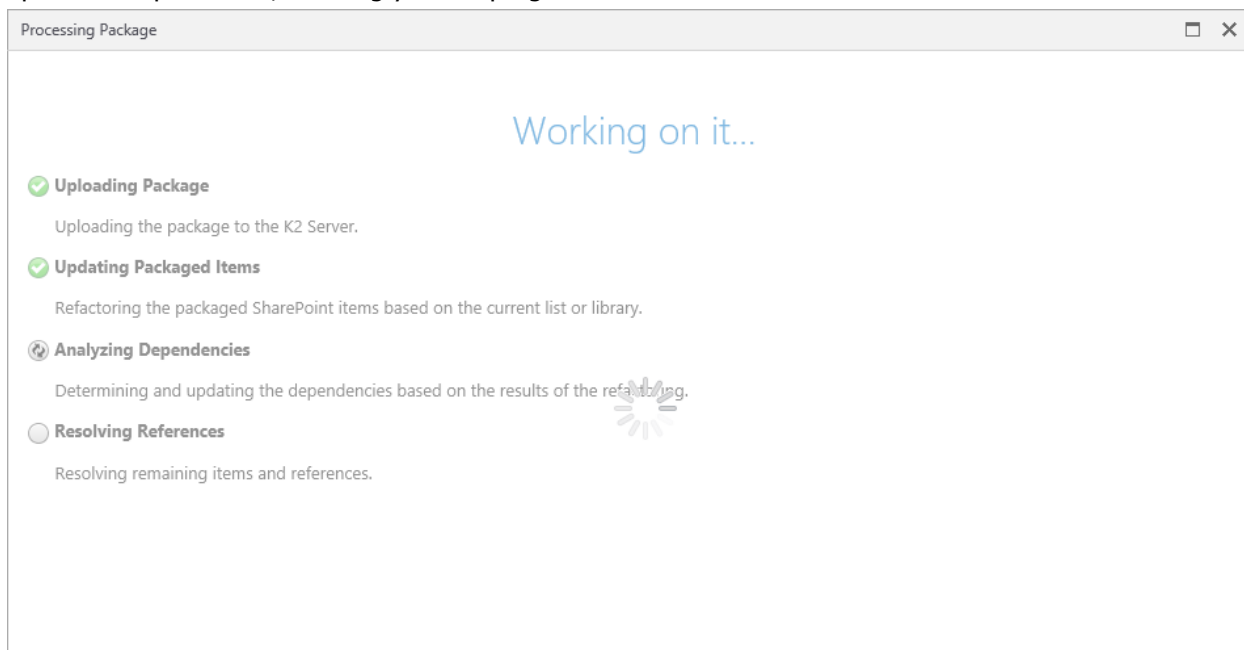 Processing Package
Working on it...
Uploading Package
Uploading the package to the K2 Server.
Updating Packaged Items
Refactoring the packaged SharePoint items based on the current list or library.
Analyzing Dependencies
Determining and updating the dependencies based on the results of the refactoring.
Resolving References
Resolving remaining items and references.